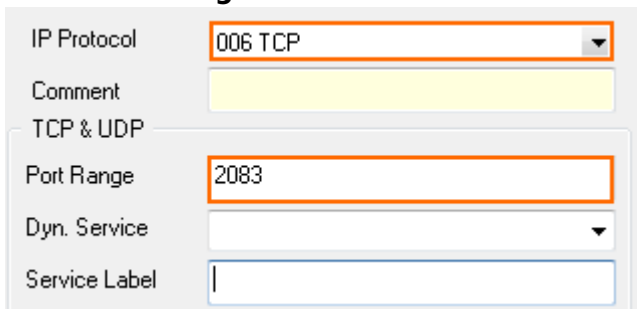 IP Protocol 006 TCP
Comment
TCP & UDP
Port Range 2083
Dyn. Service
Service Label